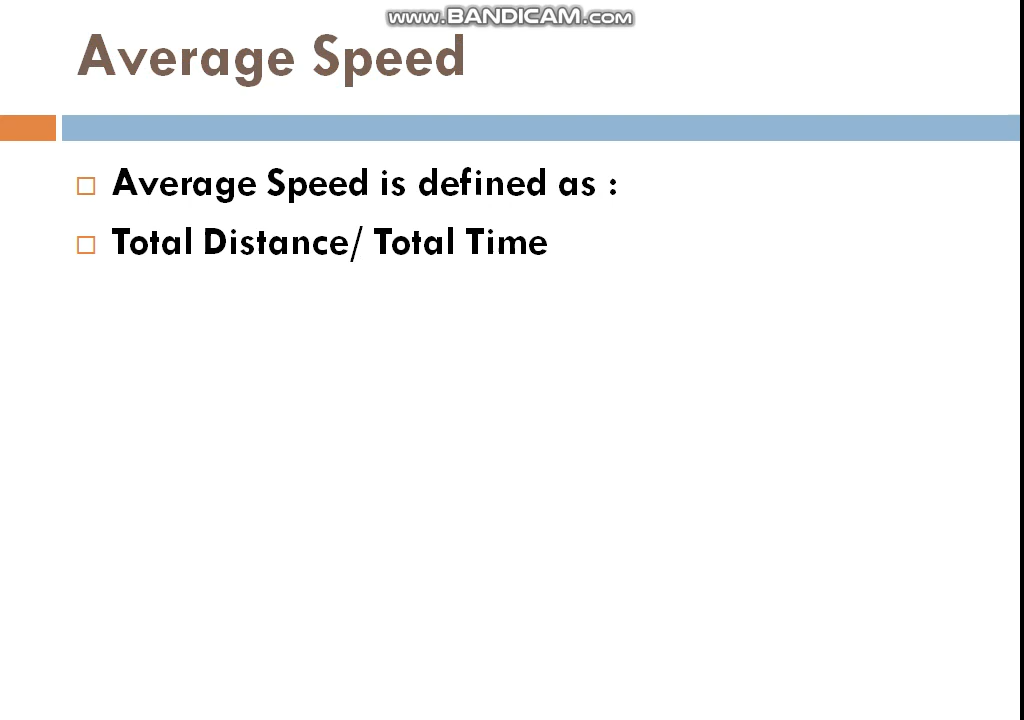 www.BANDICAM.com
Average Speed
Average Speed is defined as :
Total Distance/ Total Time